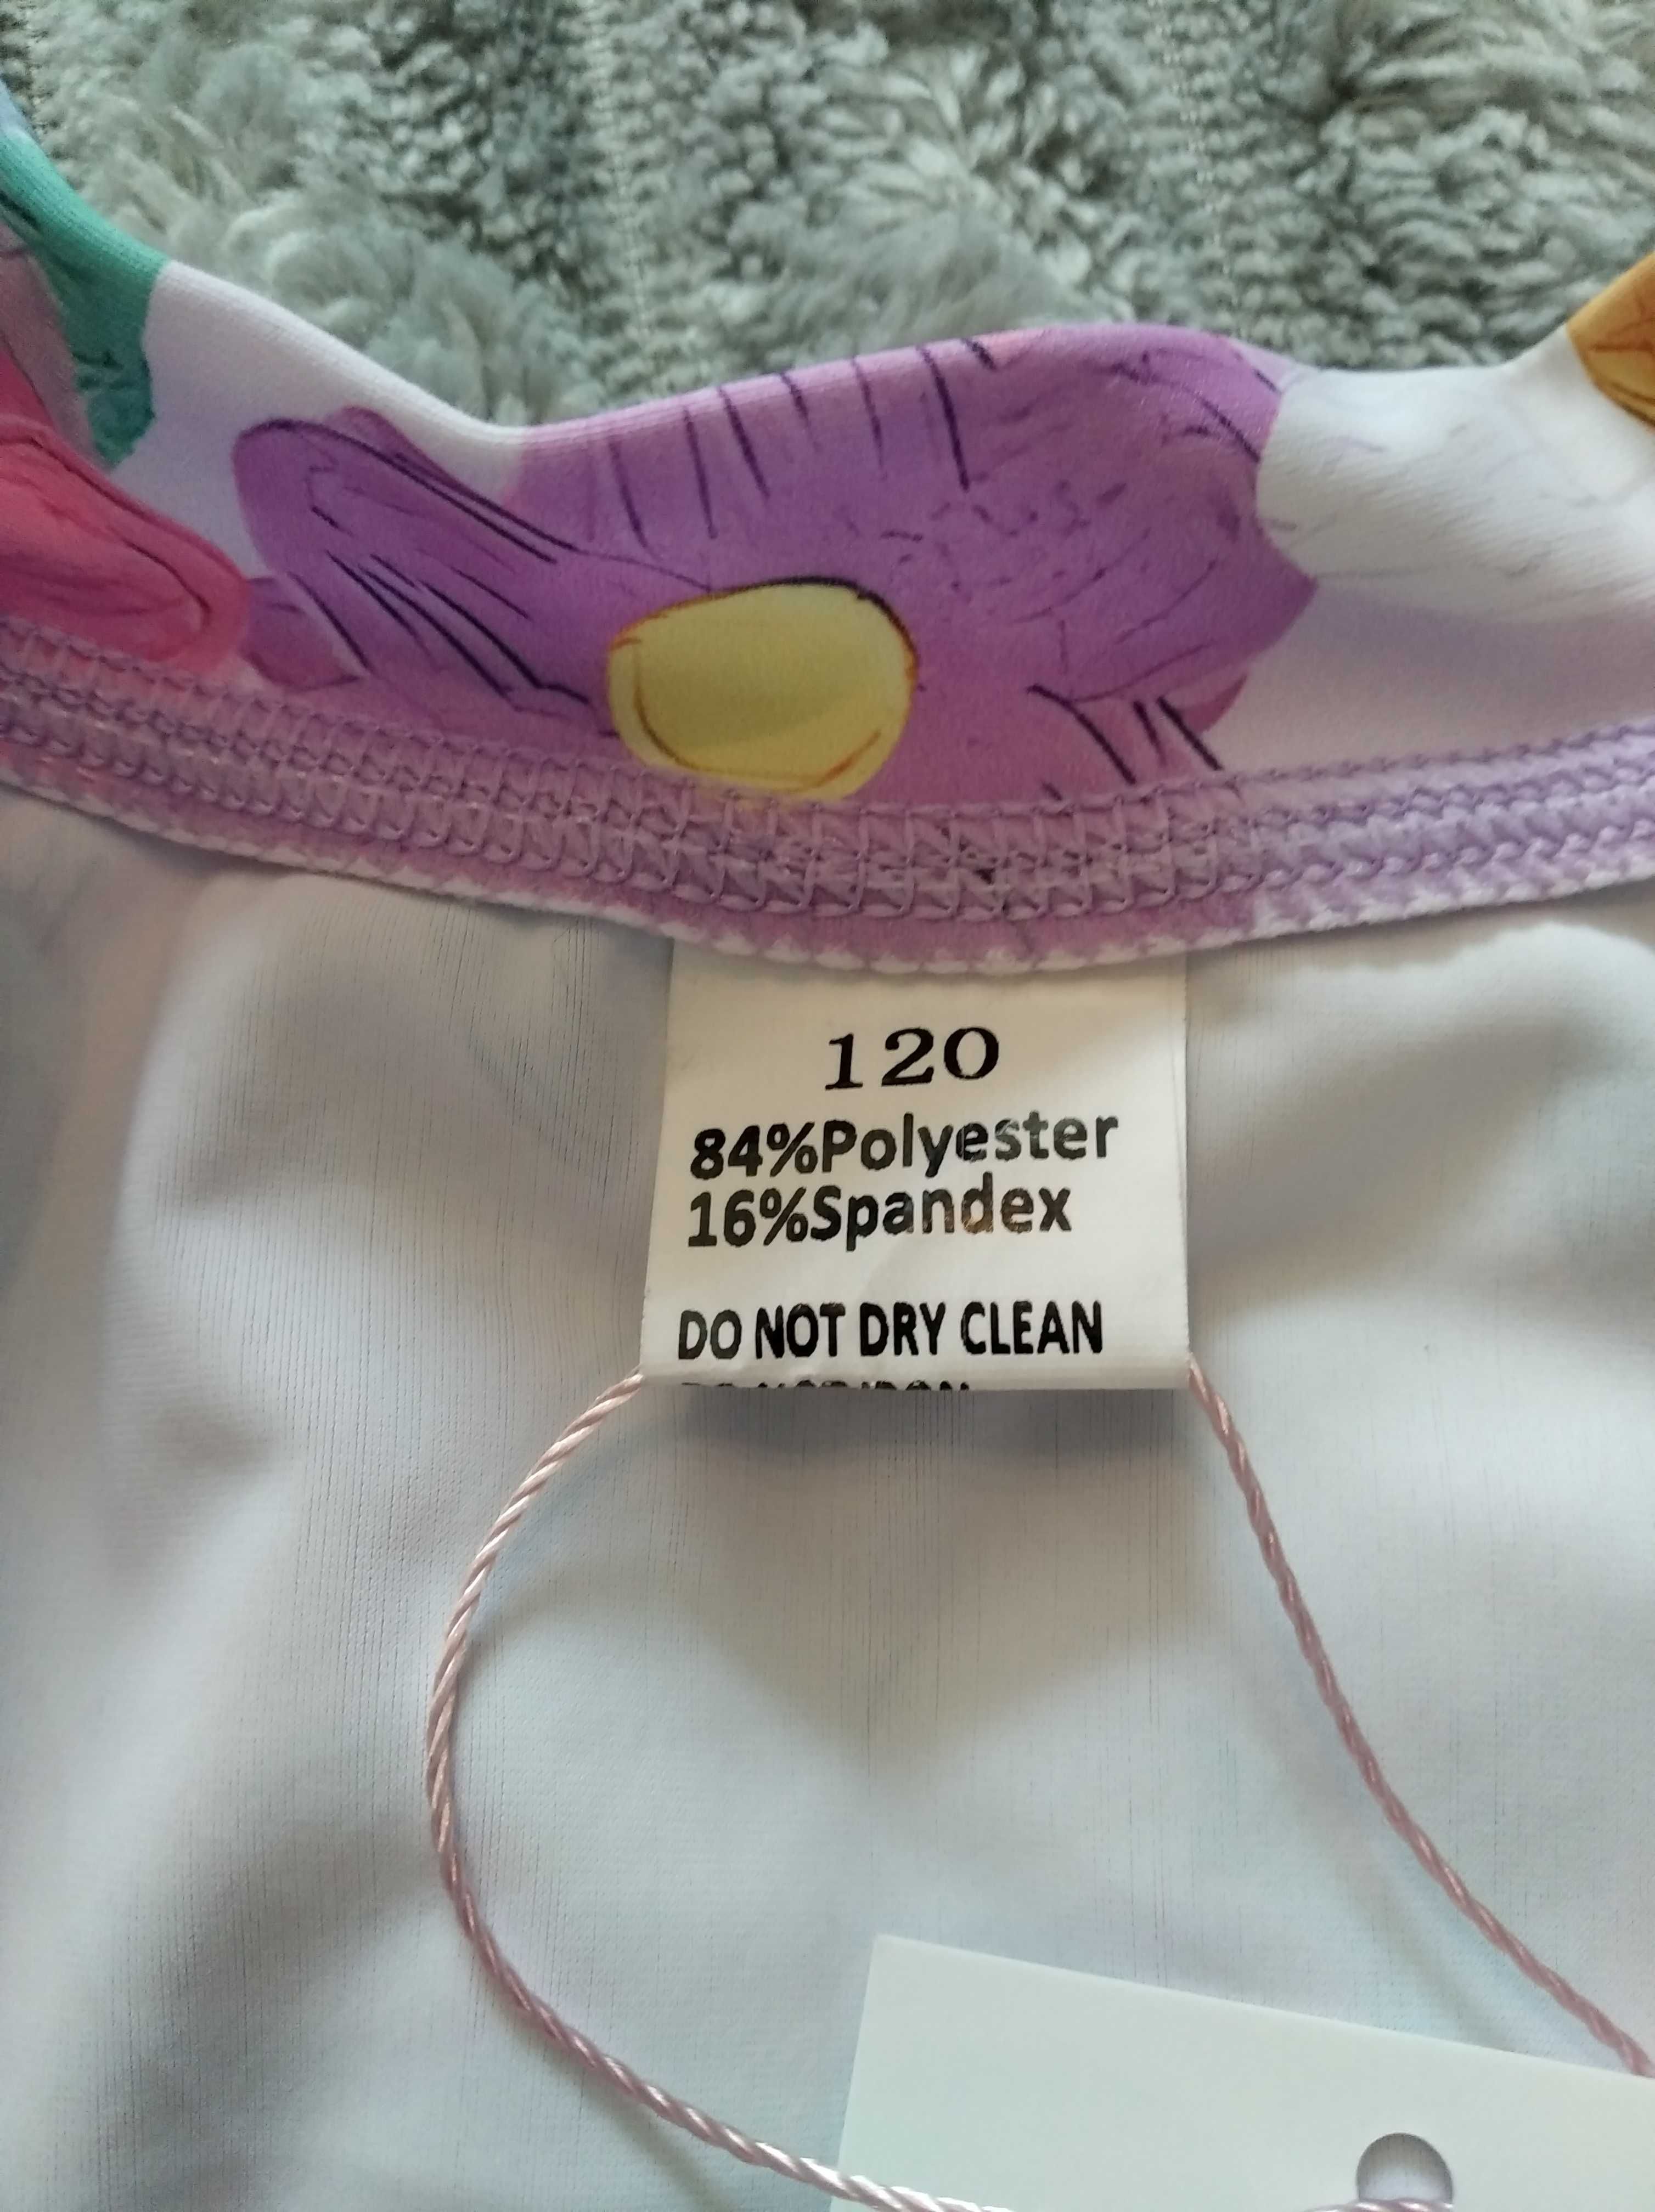 120
84%Polyester
16%Spandex
DO NOT DRY CLEAN